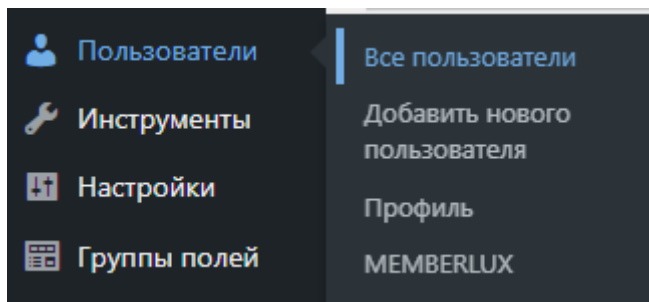 Пользователи
Инструменты
Настройки
Группы полей
Все пользователи
Добавить нового
пользователя
Профиль
MEMBERLUX